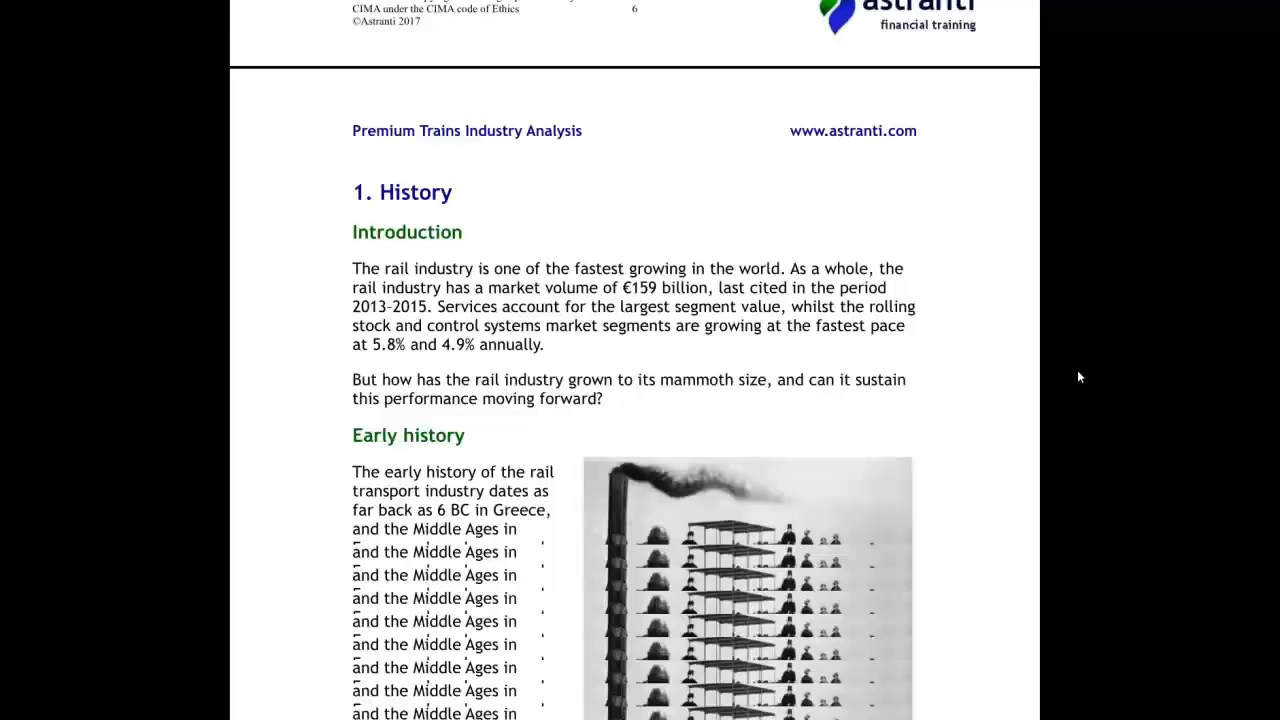 CIMA under the CIMA code of Ethics
6
©Astranti 2017
astranti
financial training
Premium Trains Industry Analysis
www.astranti.com
1. History
Introduction
The rail industry is one of the fastest growing in the world. As a whole, the
rail industry has a market volume of €159 billion, last cited in the period
2013-2015. Services account for the largest segment value, whilst the rolling
stock and control systems market segments are growing at the fastest pace
at 5.8% and 4.9% annually.
But how has the rail industry grown to its mammoth size, and can it sustain
this performance moving forward?
Early history
The early history of the rail
transport industry dates as
far back as 6 BC in Greece,
and the Middle Ages in
and the Middle Ages in
and the Middle Ages in
and the Middle Ages in
and the Middle Ages in
and the Middle Ages in
and the Middle Ages in
and the Middle Ages in
and the Middle Ages in